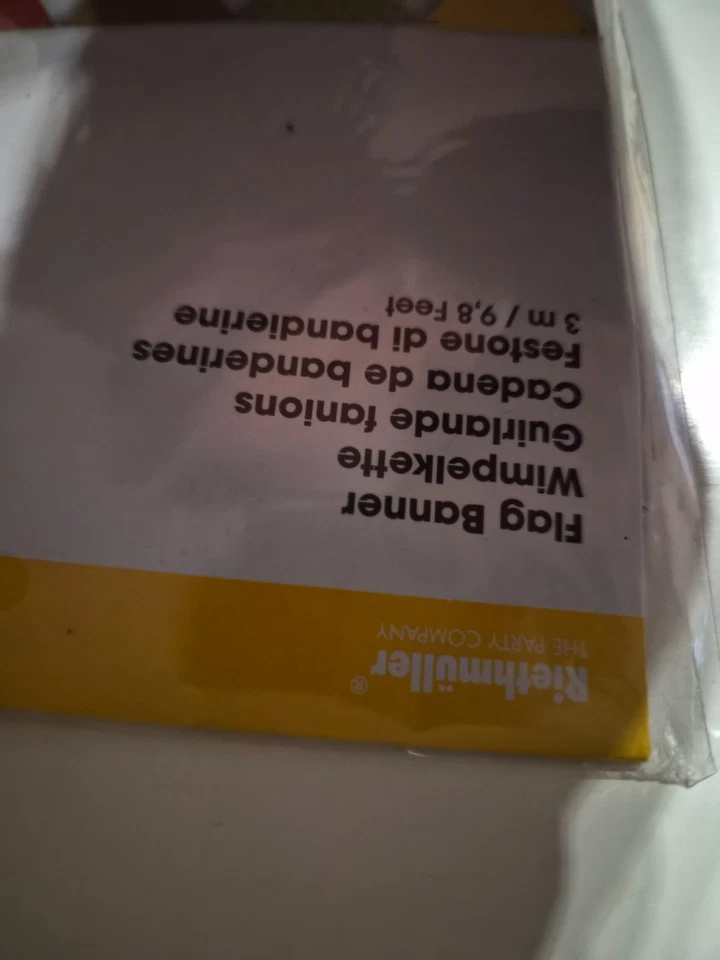 Riethmüller®
THE PARTY COMPANY
Flag Banner
Wimpelkette
Guirlande fanions
Cadena de banderines
Festone di bandierine
3 m / 9,8 Feet